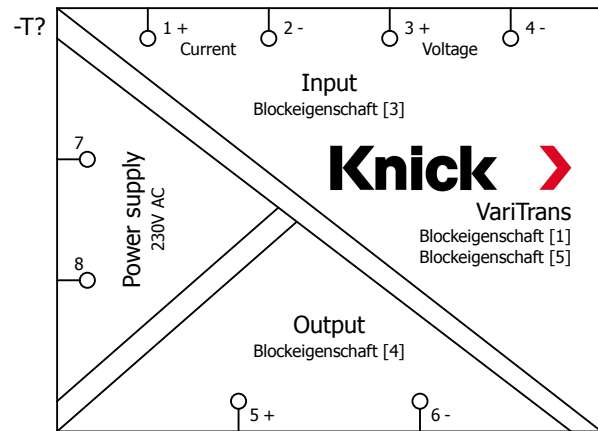 -T?
1 +
2 -
3 +
4 -
Current
Voltage
Input
Blockeigenschaft [3]
7
Knick
Power supply
230V AC
VariTrans
Blockeigenschaft [1]
Blockeigenschaft [5]
8
Output
Blockeigenschaft [4]
5 +
6 -